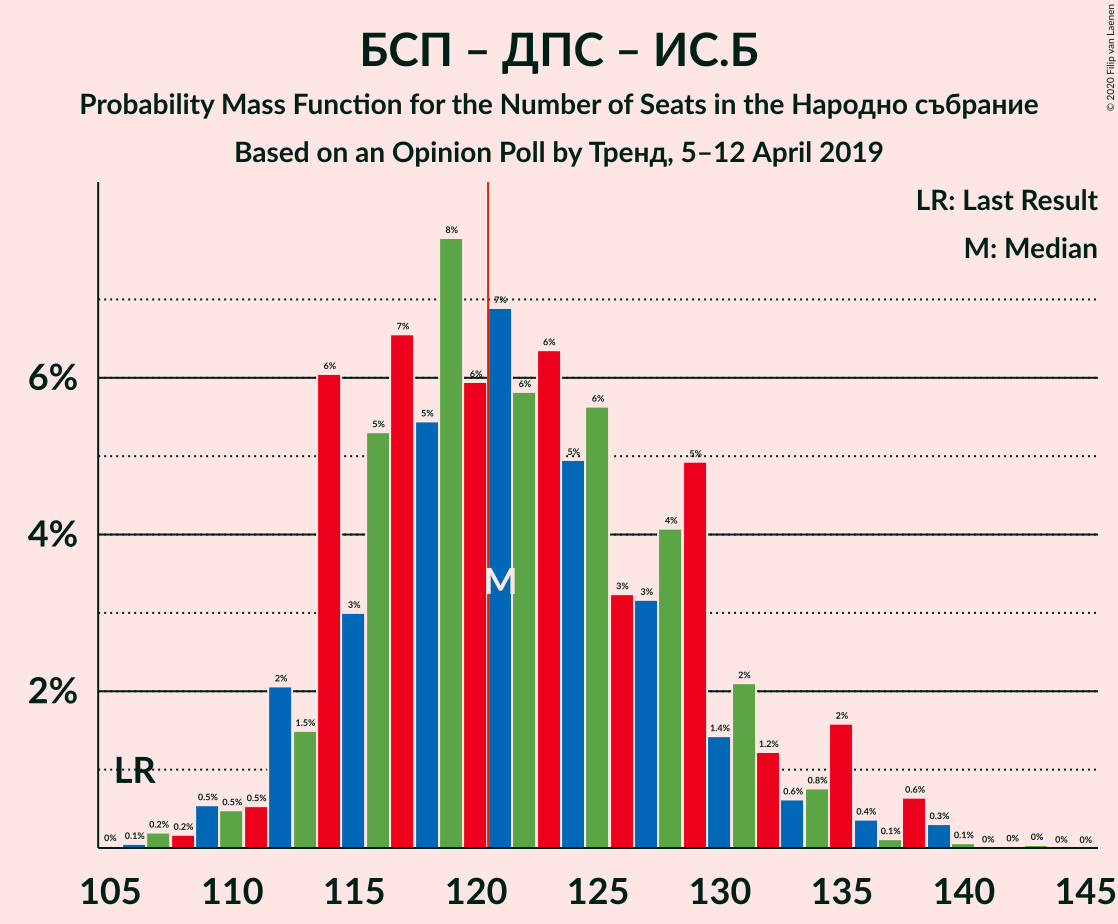 БСП – ДПС – ИС.Б
Probability Mass Function for the Number of Seats in the Народно събрание
Based on an Opinion Poll by Тренд, 5–12 April 2019
© 2020 Filip van Laenen
LR: Last Result
M: Median
6%
4%
2%
0% 0.1% 0.2% 0.2% 0.5% 0.5% 0.5% 2% 1.5% 6% 3% 5% 7% 5% 8% 6% 7% 6% 6% 5% 6% 3% 3% 4% 5% 1.4% 2% 1.2% 0.6% 0.8% 2% 0.4% 0.1% 0.6% 0.3% 0.1% 0% 0% 0% 0% 0%
M
LR
105 110 115 120 125 130 135 140 145